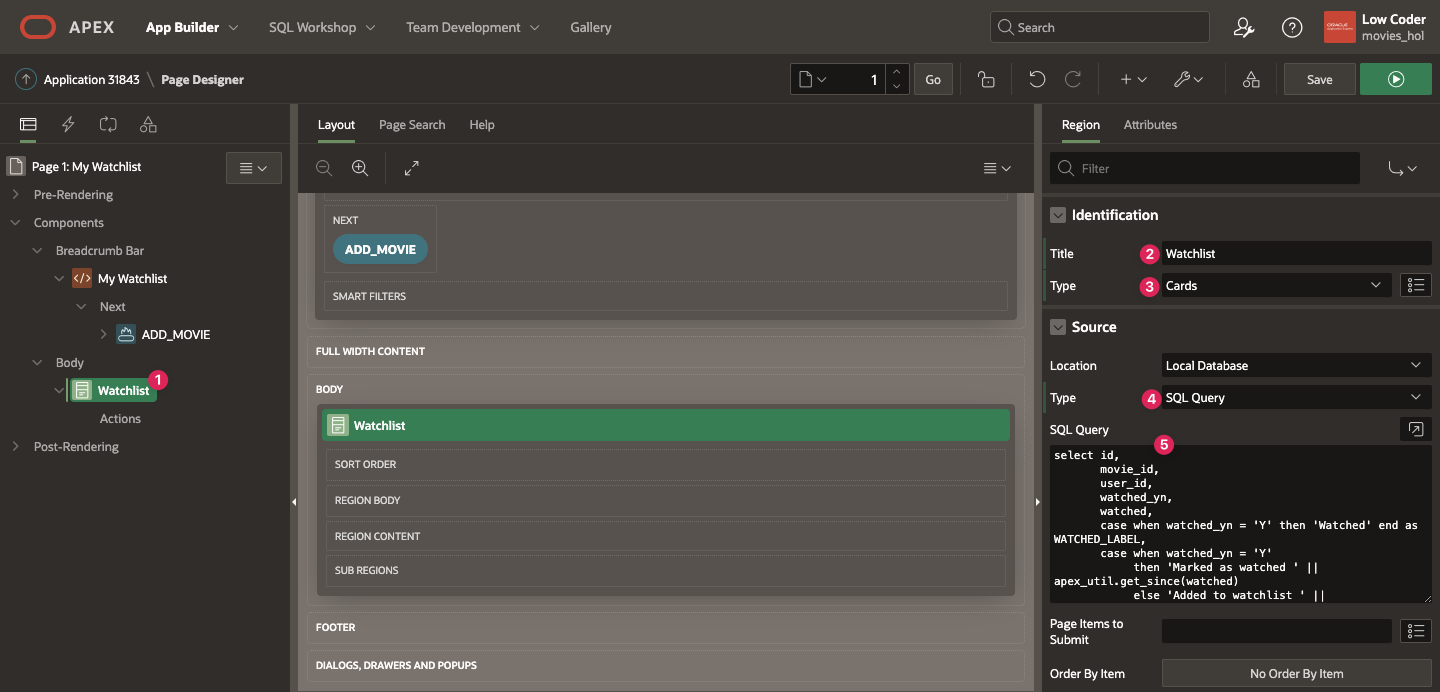 APEX
App Builder
SQL Workshop
Team Development
Gallery
Search
Low Coder
movies_hol
Application 31843 \ Page Designer
1
Go
Save
Page 1: My Watchlist
Pre-Rendering
Components
Breadcrumb Bar
My Watchlist
Next
ADD_MOVIE
Body
Watchlist
1
Actions
Post-Rendering
Layout
Page Search
Help
NEXT
ADD_MOVIE
SMART FILTERS
FULL WIDTH CONTENT
BODY
Watchlist
SORT ORDER
REGION BODY
REGION CONTENT
SUB REGIONS
FOOTER
DIALOGS, DRAWERS AND POPUPS
Region
Attributes
Filter
Identification
Title
2
Watchlist
Type
3
Cards
Source
Location
Local Database
Type
4
SQL Query
SQL Query
5
select id,
movie_id,
user_id,
watched_yn,
watched,
case when watched_yn = 'Y' then 'Watched' end as
WATCHED_LABEL,
case when watched_yn = 'Y'
then 'Marked as watched ' ||
apex_util.get_since(watched)
else 'Added to watchlist ' ||
Page Items to
Submit
Order By Item
No Order By Item